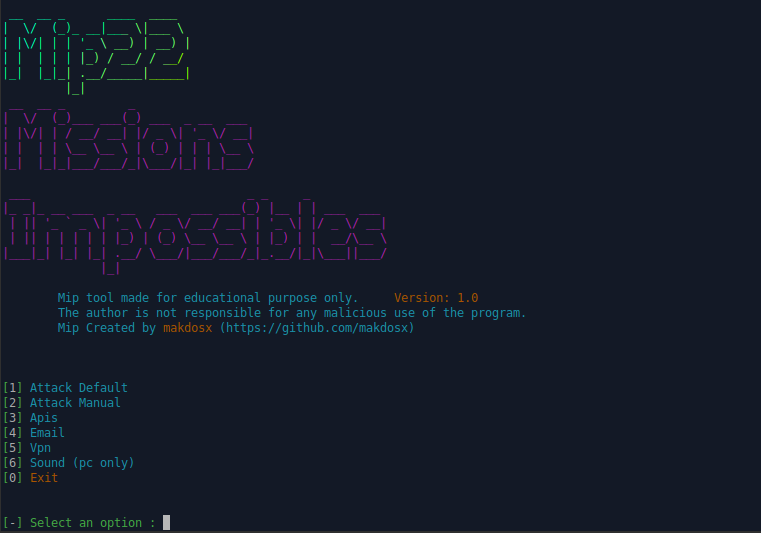 Mip22
Missions
Impossibles
Mip tool made for educational purpose only. Version: 1.0
The author is not responsible for any malicious use of the program.
Mip Created by makdosx (https://github.com/makdosx)
[1] Attack Default
[2] Attack Manual
[3] Apis
[4] Email
[5] Vpn
[6] Sound (pc only)
[0] Exit
[-] Select an option :